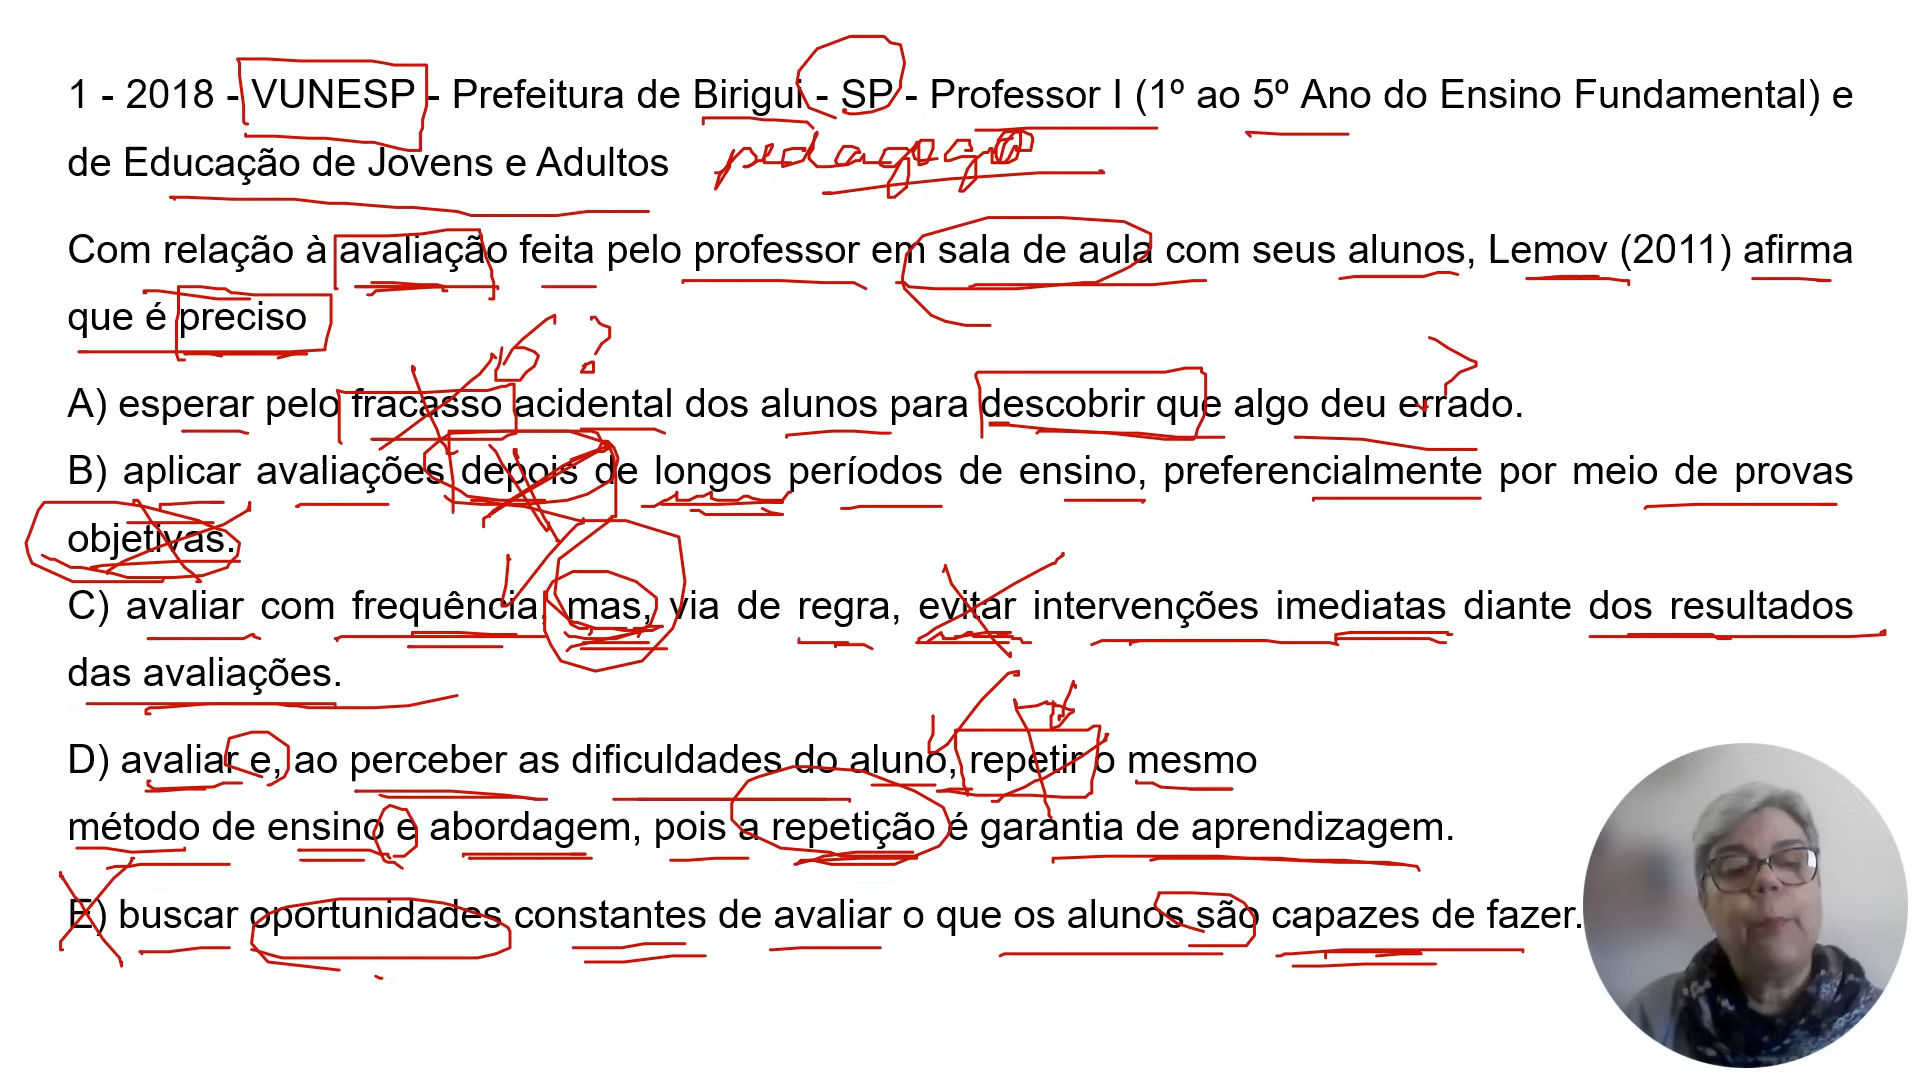 1 - 2018 - VUNESP - Prefeitura de Birigui - SP - Professor I (1º ao 5º Ano do Ensino Fundamental) e
de Educação de Jovens e Adultos
Com relação à avaliação feita pelo professor em sala de aula com seus alunos, Lemov (2011) afirma
que é preciso
A) esperar pelo fracasso acidental dos alunos para descobrir que algo deu errado.
B) aplicar avaliações depois de longos períodos de ensino, preferencialmente por meio de provas
objetivas.
C) avaliar com frequência, mas, via de regra, evitar intervenções imediatas diante dos resultados
das avaliações.
D) avaliar e, ao perceber as dificuldades do aluno, repetir o mesmo
método de ensino e abordagem, pois a repetição é garantia de aprendizagem.
E) buscar oportunidades constantes de avaliar o que os alunos são capazes de fazer.